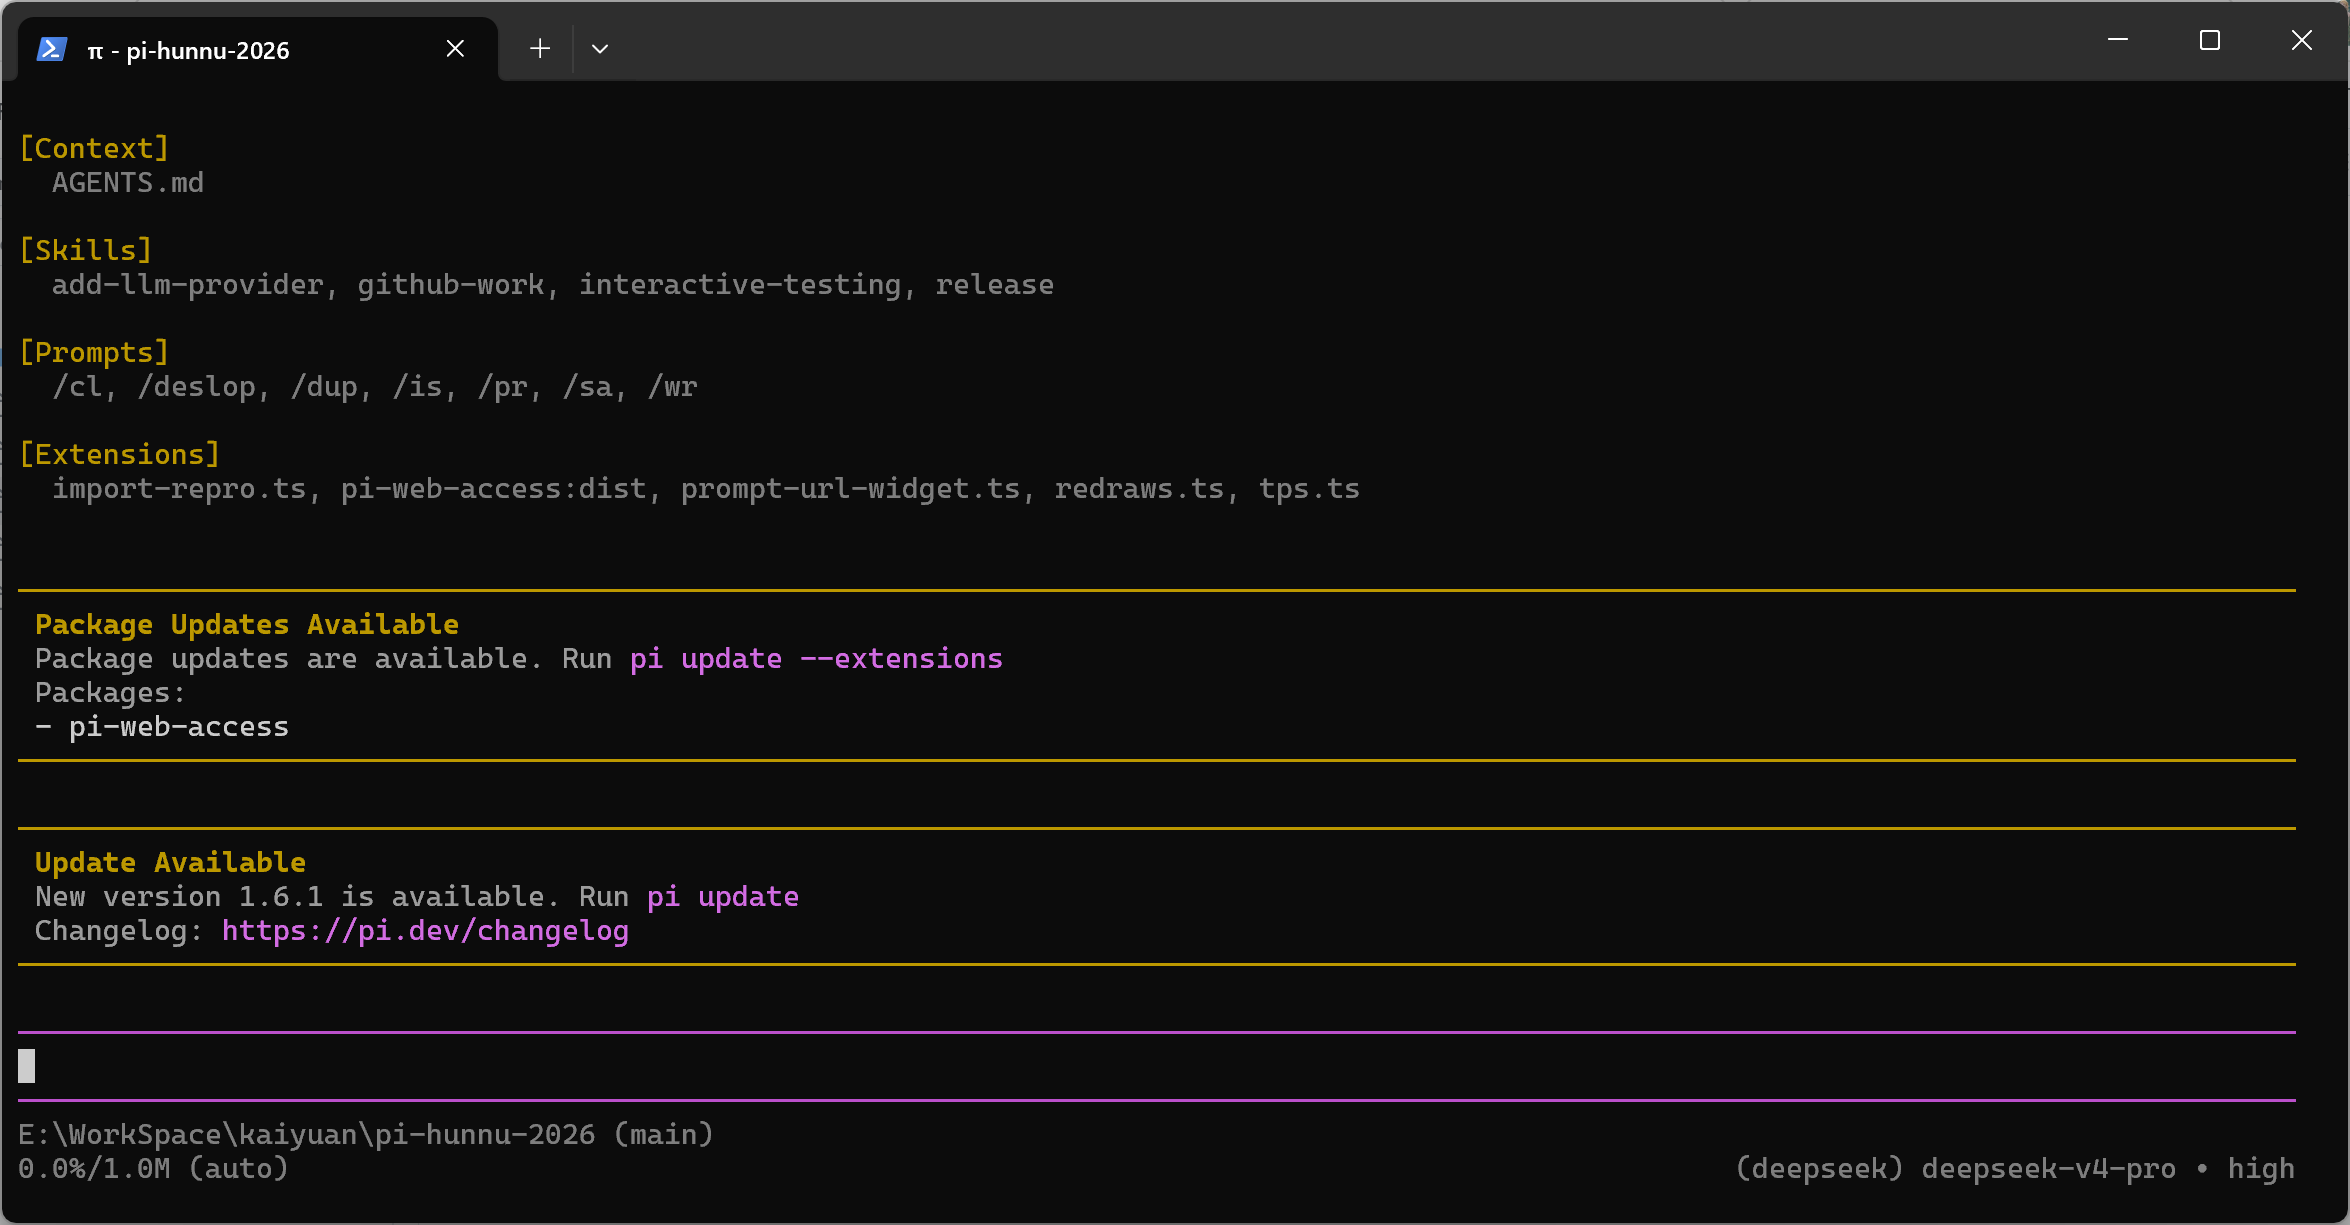 π - pi-hunnu-2026
[Context]
AGENTS.md
[Skills]
add-llm-provider, github-work, interactive-testing, release
[Prompts]
/cl, /deslop, /dup, /is, /pr, /sa, /wr
[Extensions]
import-repro.ts, pi-web-access:dist, prompt-url-widget.ts, redraws.ts, tps.ts
Package Updates Available
Package updates are available. Run pi update --extensions
Packages:
- pi-web-access
Update Available
New version 1.6.1 is available. Run pi update
Changelog: https://pi.dev/changelog
E:\WorkSpace\kaiyuan\pi-hunnu-2026 (main)
0.0%/1.0M (auto) (deepseek) deepseek-v4-pro • high